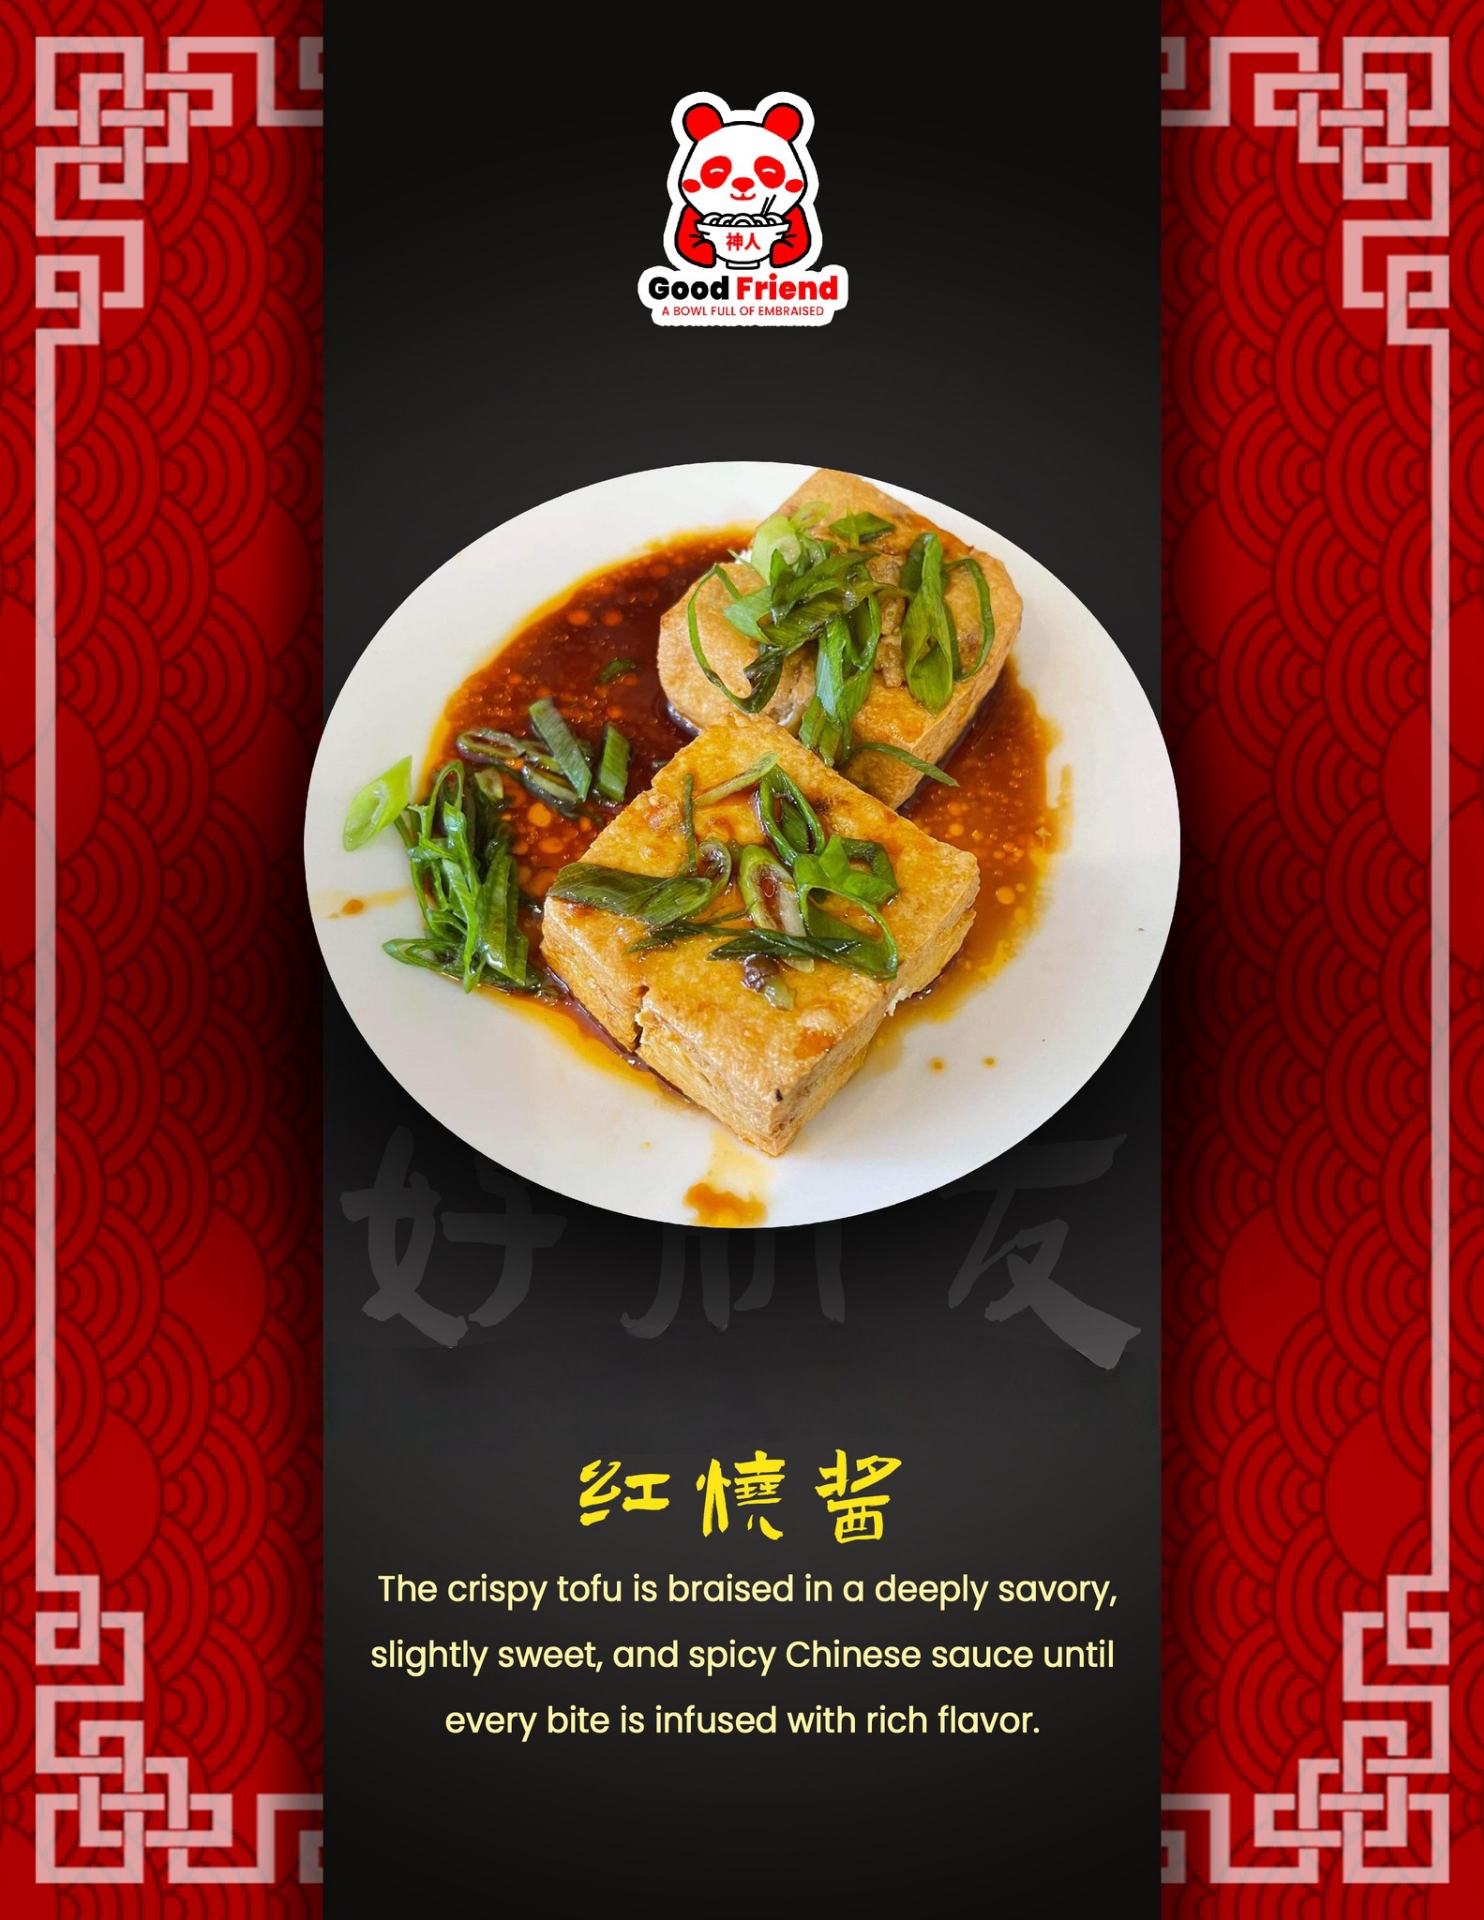 神人
Good Friend
A BOWL FULL OF EMBRAISED
好朋友
红燒酱
The crispy tofu is braised in a deeply savory,
slightly sweet, and spicy Chinese sauce until
every bite is infused with rich flavor.